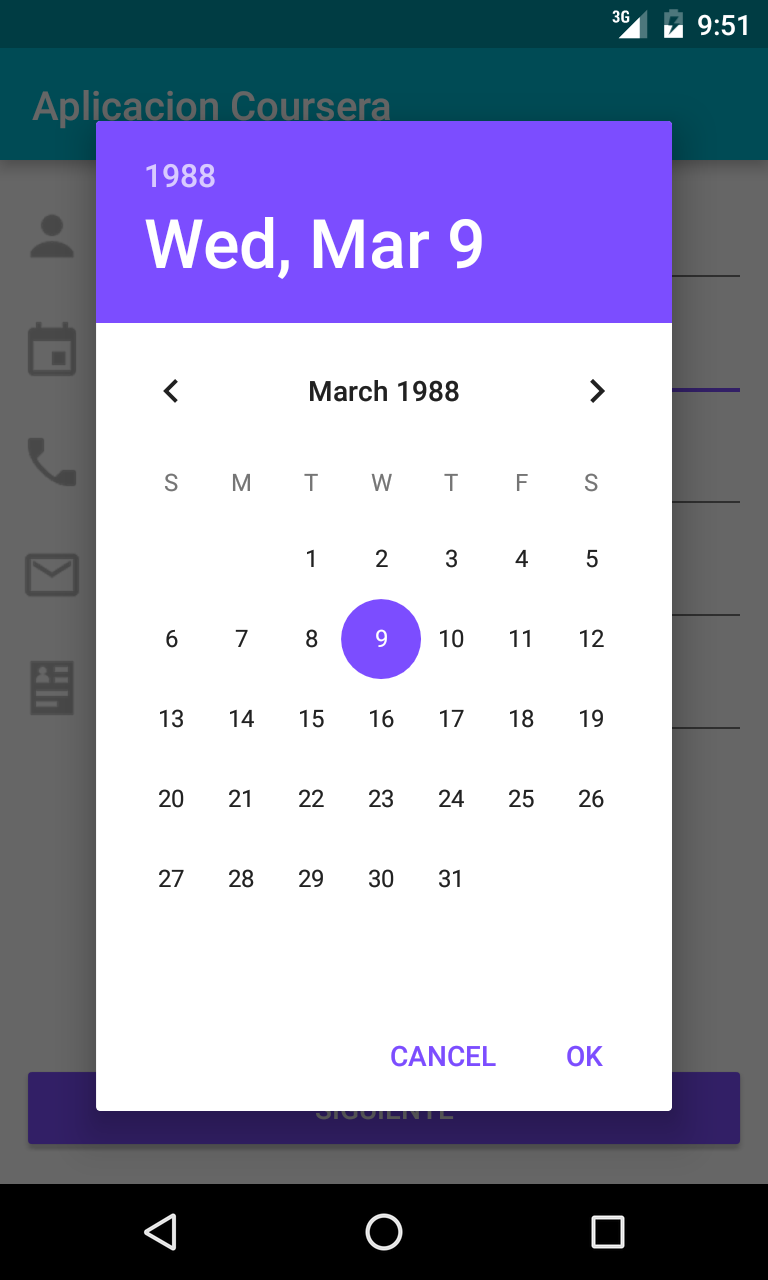 3G 9:51
Aplicacion Coursera
1988
Wed, Mar 9
March 1988
S M T W T F S
1 2 3 4 5
6 7 8 9 10 11 12
13 14 15 16 17 18 19
20 21 22 23 24 25 26
27 28 29 30 31
CANCEL OK
SIGUIENTE